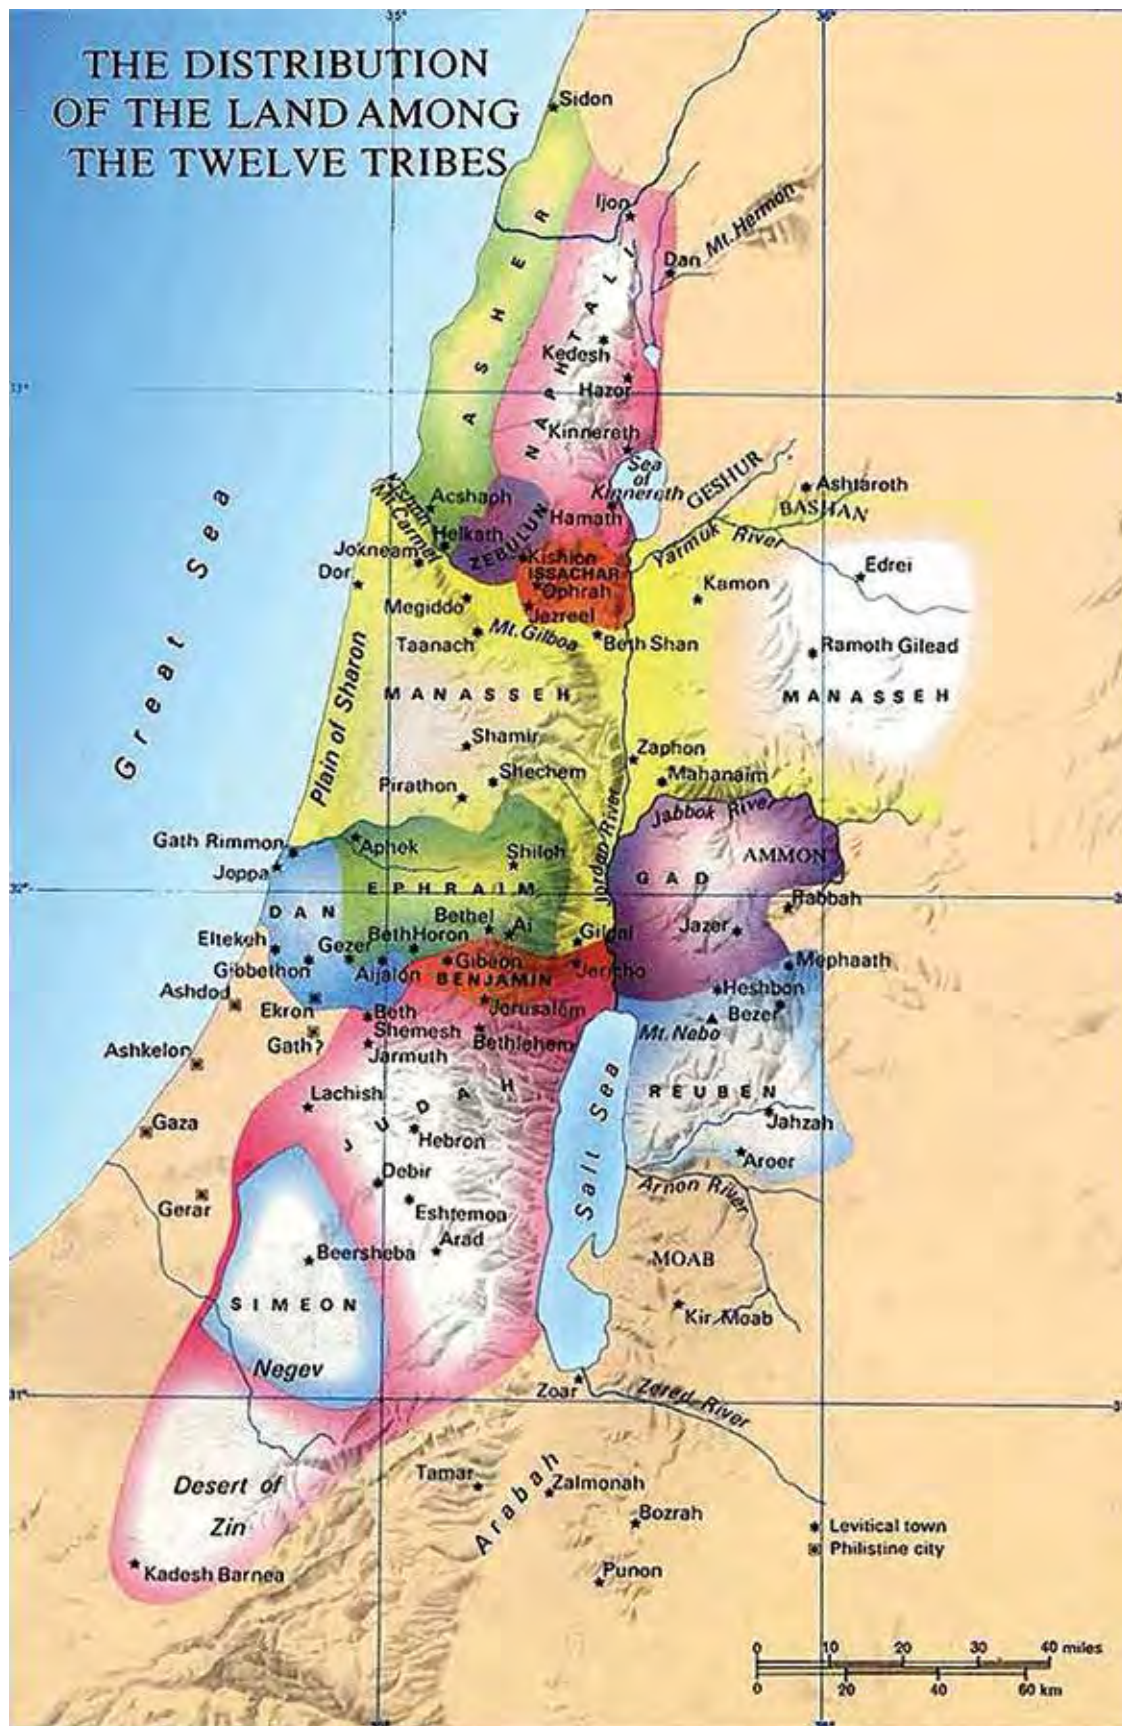 THE DISTRIBUTION
OF THE LAND AMONG
THE TWELVE TRIBES
35°
36°
Sidon
Ijon
Mt. Hermon
Dan
ASHER
NAPHTALI
Kedesh
33°
Hazor
Kinnereth
Sea
of
Kinnereth
GESHUR
Ashtaroth
BASHAN
Kishon
Mt. Carmel
Acshaph
Helkath
ZEBULUN
Hamath
Yarmuk River
Jokneam
Kishion
ISSACHAR
Edrei
Dor
Ophrah
Kamon
Megiddo
Jezreel
Taanach
Mt. Gilboa
Beth Shan
Ramoth Gilead
Great Sea
Plain of Sharon
MANASSEH
MANASSEH
Shamir
Zaphon
Shechem
Mahanaim
Pirathon
Jabbok River
Jordan River
Gath Rimmon
Aphek
Shiloh
AMMON
Joppa
GAD
32°
EPHRAIM
Rabbah
DAN
Bethel
Ai
Jazer
Eltekeh
Gezer
Beth Horon
Gilgal
Gibbethon
Aijalon
Gibeon
Jericho
Mephaath
BENJAMIN
Ashdod
Heshbon
Ekron
Beth
Shemesh
Jerusalem
Bezer
Mt. Nebo
Gath?
Bethlehem
Jarmuth
Ashkelon
Lachish
JUDAH
REUBEN
Gaza
Hebron
Salt Sea
Jahzah
Debir
Aroer
Gerar
Eshtemoa
Arnon River
Arad
Beersheba
MOAB
SIMEON
Kir Moab
Negev
31°
Zoar
Zered River
Desert of
Zin
Tamar
Arabah
Zalmonah
Bozrah
Levitical town
Philistine city
Kadesh Barnea
Punon
0 10 20 30 40 miles
0 20 40 60 km